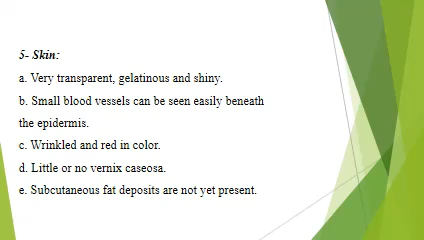 5- Skin:
a. Very transparent, gelatinous and shiny.
b. Small blood vessels can be seen easily beneath
the epidermis.
c. Wrinkled and red in color.
d. Little or no vernix caseosa.
e. Subcutaneous fat deposits are not yet present.